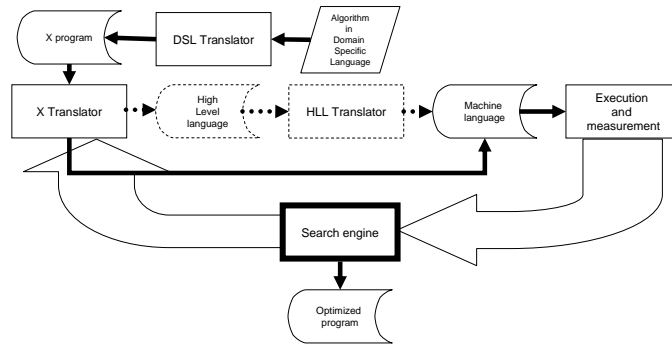 X program
DSL Translator
Algorithm
in
Domain
Specific
Language
X Translator
High
Level
language
HLL Translator
Machine
language
Execution
and
measurement
Search engine
Optimized
program